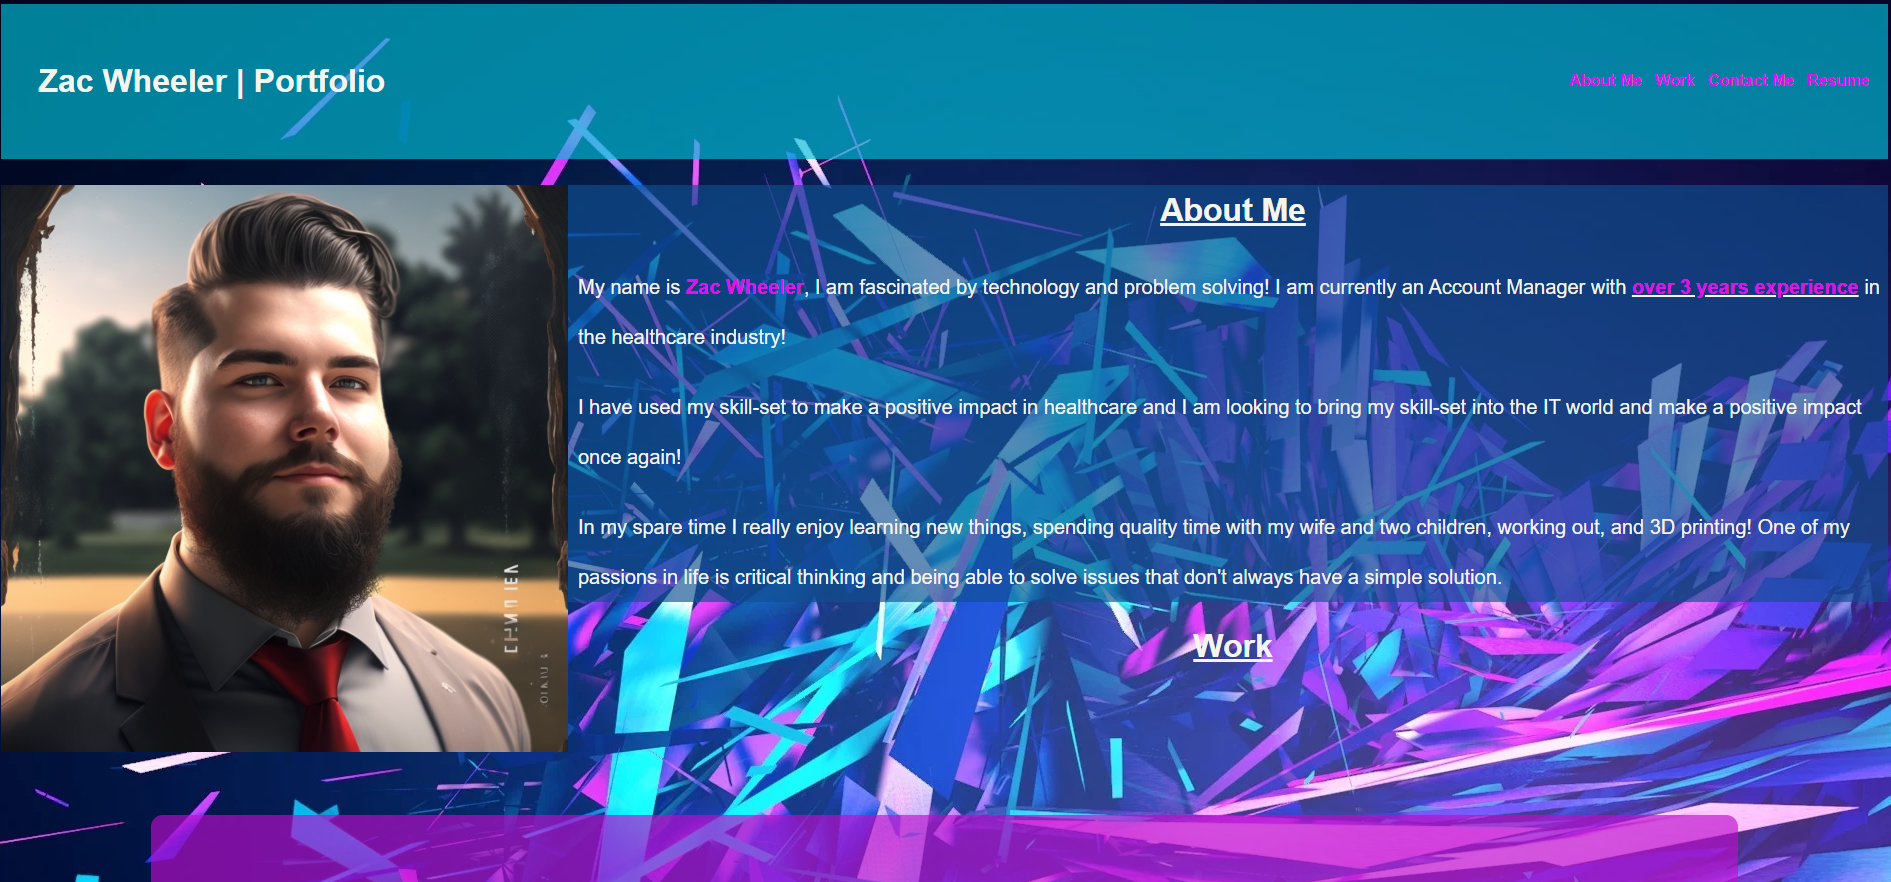 Zac Wheeler | Portfolio
About Me Work Contact Me Resume
About Me
My name is Zac Wheeler, I am fascinated by technology and problem solving! I am currently an Account Manager with over 3 years experience in
the healthcare industry!
I have used my skill-set to make a positive impact in healthcare and I am looking to bring my skill-set into the IT world and make a positive impact
once again!
In my spare time I really enjoy learning new things, spending quality time with my wife and two children, working out, and 3D printing! One of my
passions in life is critical thinking and being able to solve issues that don't always have a simple solution.
Work